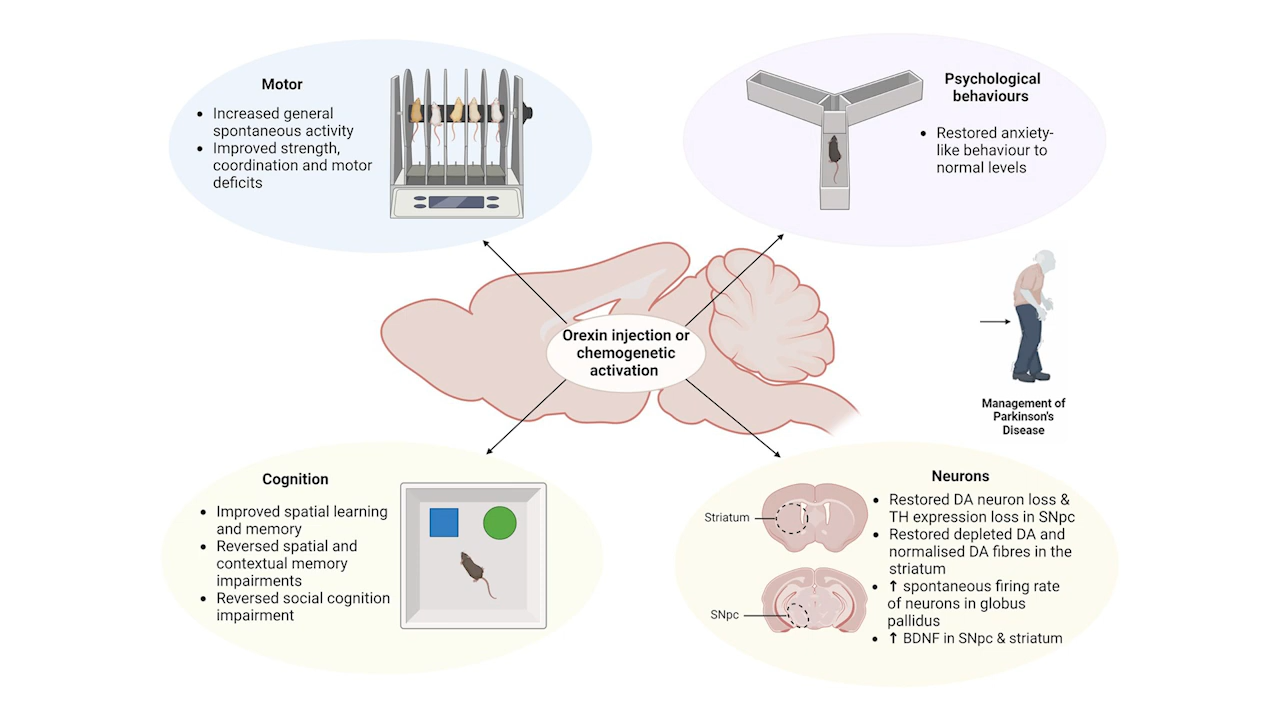 Motor
• Increased general
spontaneous activity
• Improved strength,
coordination and motor
deficits
Psychological
behaviours
• Restored anxiety-
like behaviour to
normal levels
Orexin injection or
chemogenetic
activation
Management of
Parkinson's
Disease
Cognition
• Improved spatial learning
and memory
• Reversed spatial and
contextual memory
impairments
• Reversed social cognition
impairment
Neurons
Striatum
SNpc
• Restored DA neuron loss &
TH expression loss in SNpc
• Restored depleted DA and
normalised DA fibres in the
striatum
• ↑ spontaneous firing rate
of neurons in globus
pallidus
• ↑ BDNF in SNpc & striatum